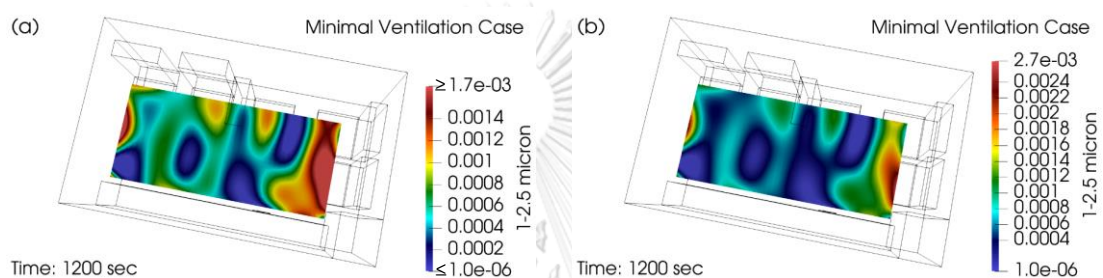 (a)
Minimal Ventilation Case
≥ 1.7e-03
0.0014
0.0012
0.001
0.0008
0.0006
0.0004
0.0002
≤ 1.0e-06
1-2.5 micron
Time: 1200 sec
(b)
Minimal Ventilation Case
2.7e-03
0.0024
0.0022
0.002
0.0018
0.0016
0.0014
0.0012
0.001
0.0008
0.0006
0.0004
1.0e-06
1-2.5 micron
Time: 1200 sec